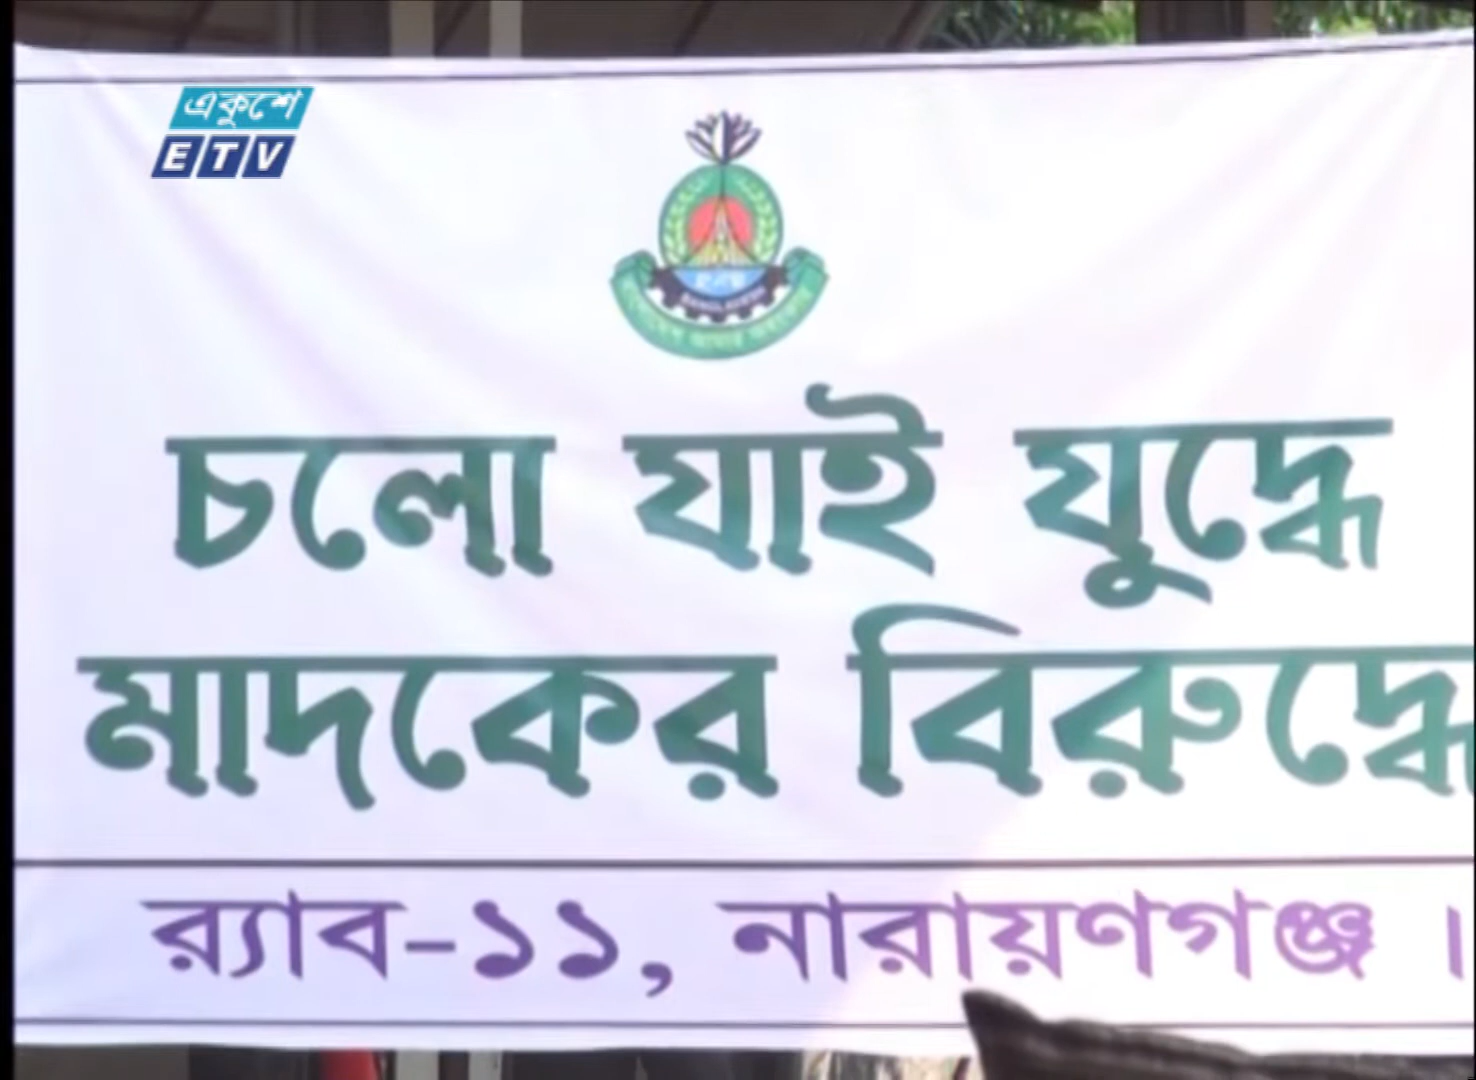 একুশে
ETV
চলো যাই যুদ্ধে
মাদকের বিরুদ্ধে
র‌্যাব-১১, নারায়ণগঞ্জ ।